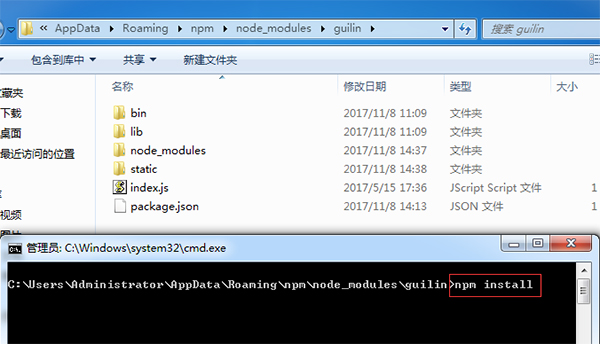 « AppData ▸ Roaming ▸ npm ▸ node_modules ▸ guilin ▸ 搜索 guilin
包含到库中 共享 新建文件夹
名称 修改日期 类型 大小
收藏夹
下载
桌面
最近访问的位置
视频
bin 2017/11/8 11:09 文件夹
lib 2017/11/8 11:09 文件夹
node_modules 2017/11/8 14:37 文件夹
static 2017/11/8 14:38 文件夹
index.js 2017/5/15 17:36 JScript Script 文件 1
package.json 2017/11/8 14:13 JSON 文件 1
管理员: C:\Windows\system32\cmd.exe
C:\Users\Administrator\AppData\Roaming\npm\node_modules\guilin>npm install